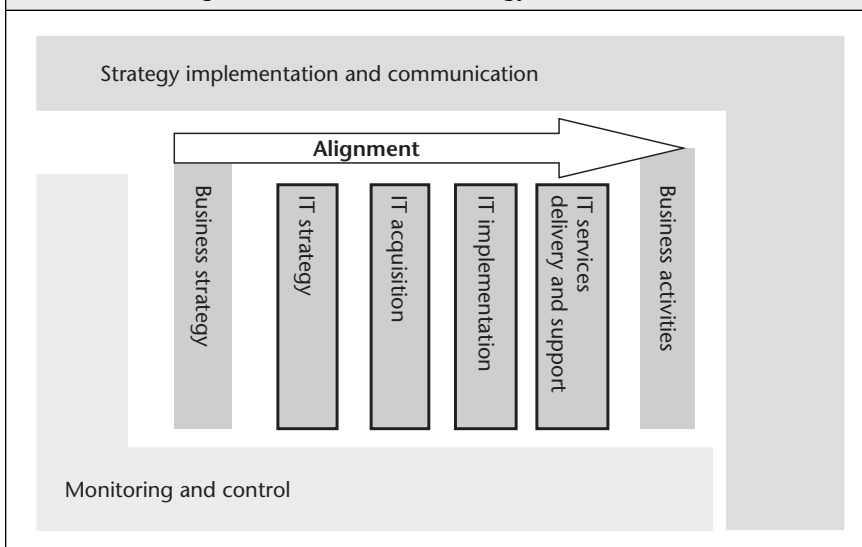 Strategy implementation and communication
Alignment
Business strategy
IT strategy
IT acquisition
IT implementation
IT services
delivery and support
Business activities
Monitoring and control